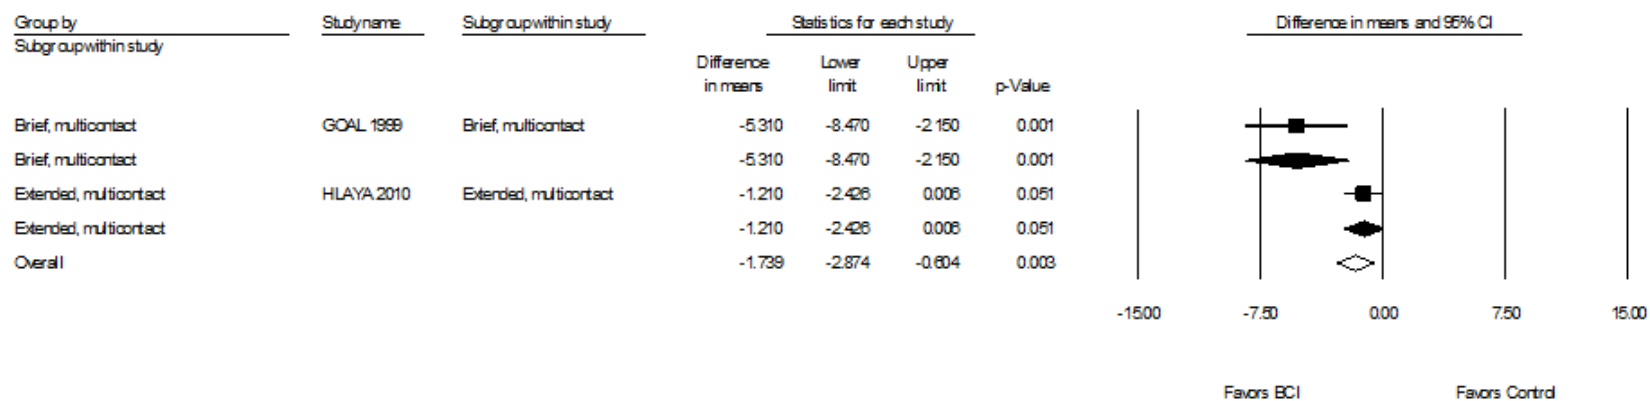 Group by Study name Subgroup within study Statistics for each study Difference in means and 95% CI
Subgroup within study
Difference Lower Upper
in means limit limit p-Value
Brief, multicontact GOAL 1999 Brief, multicontact -5.310 -8.470 -2.150 0.001
Brief, multicontact -5.310 -8.470 -2.150 0.001
Extended, multicontact HLAYA 2010 Extended, multicontact -1.210 -2.426 0.006 0.051
Extended, multicontact -1.210 -2.426 0.006 0.051
Overall -1.739 -2.874 -0.604 0.003
-15.00 -7.50 0.00 7.50 15.00
Favors BCI Favors Control